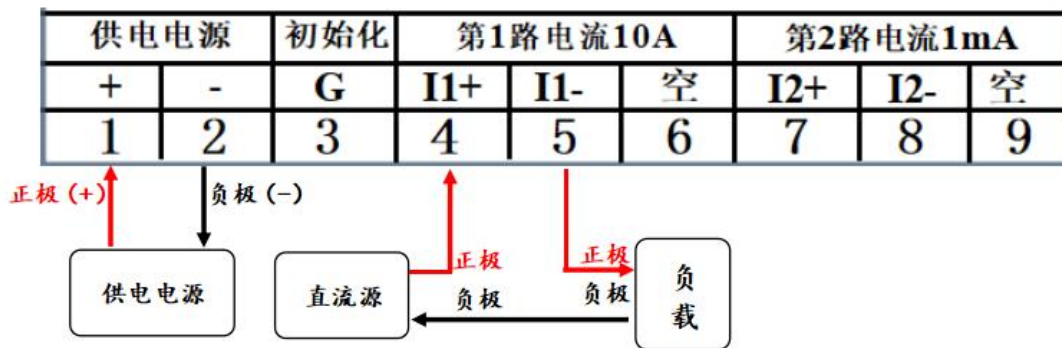 供电电源 初始化 第1路电流10A 第2路电流1mA
+ - G I1+ I1- 空 I2+ I2- 空
1 2 3 4 5 6 7 8 9
正极(+) 负极(-)
正极 正极
供电电源 直流源 负极 负极 负载